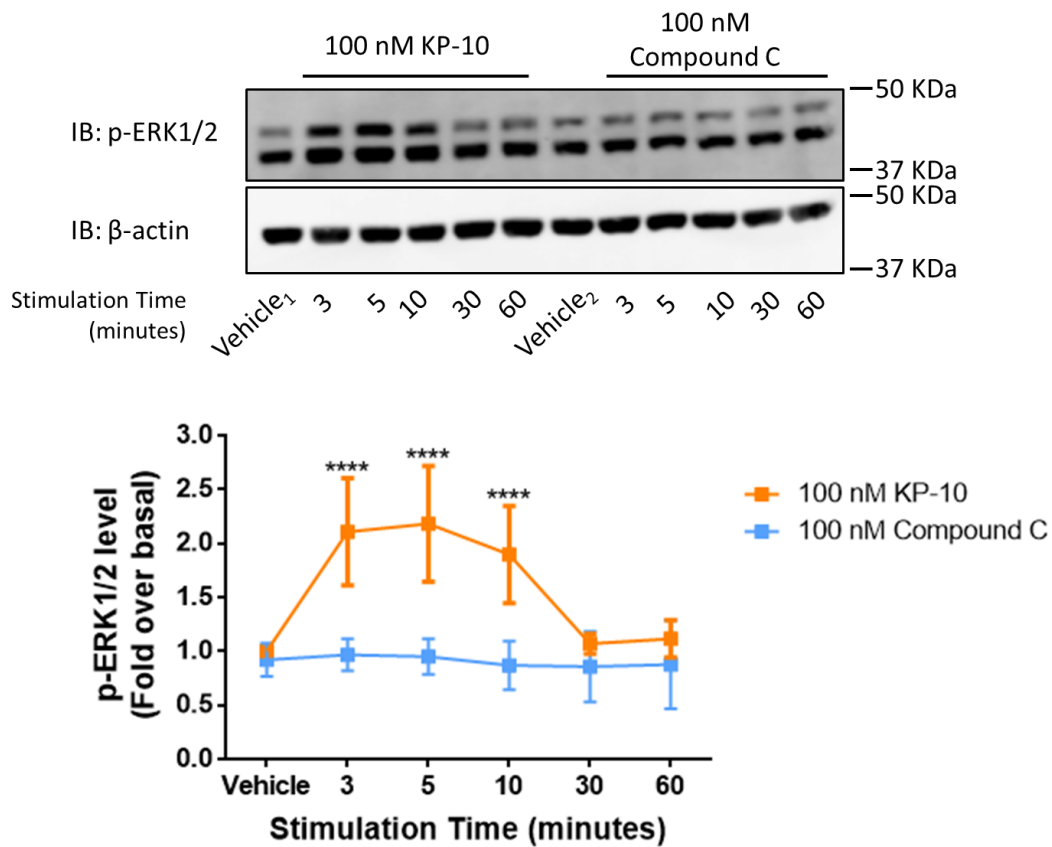 100 nM KP-10
100 nM
Compound C
50 KDa
IB: p-ERK1/2
37 KDa
50 KDa
IB: β-actin
37 KDa
Stimulation Time
(minutes)
Vehicle₁ 3 5 10 30 60 Vehicle₂ 3 5 10 30 60
p-ERK1/2 level
(Fold over basal)
3.0
2.5
2.0
1.5
1.0
0.5
0.0
**** **** ****
100 nM KP-10
100 nM Compound C
Vehicle 3 5 10 30 60
Stimulation Time (minutes)